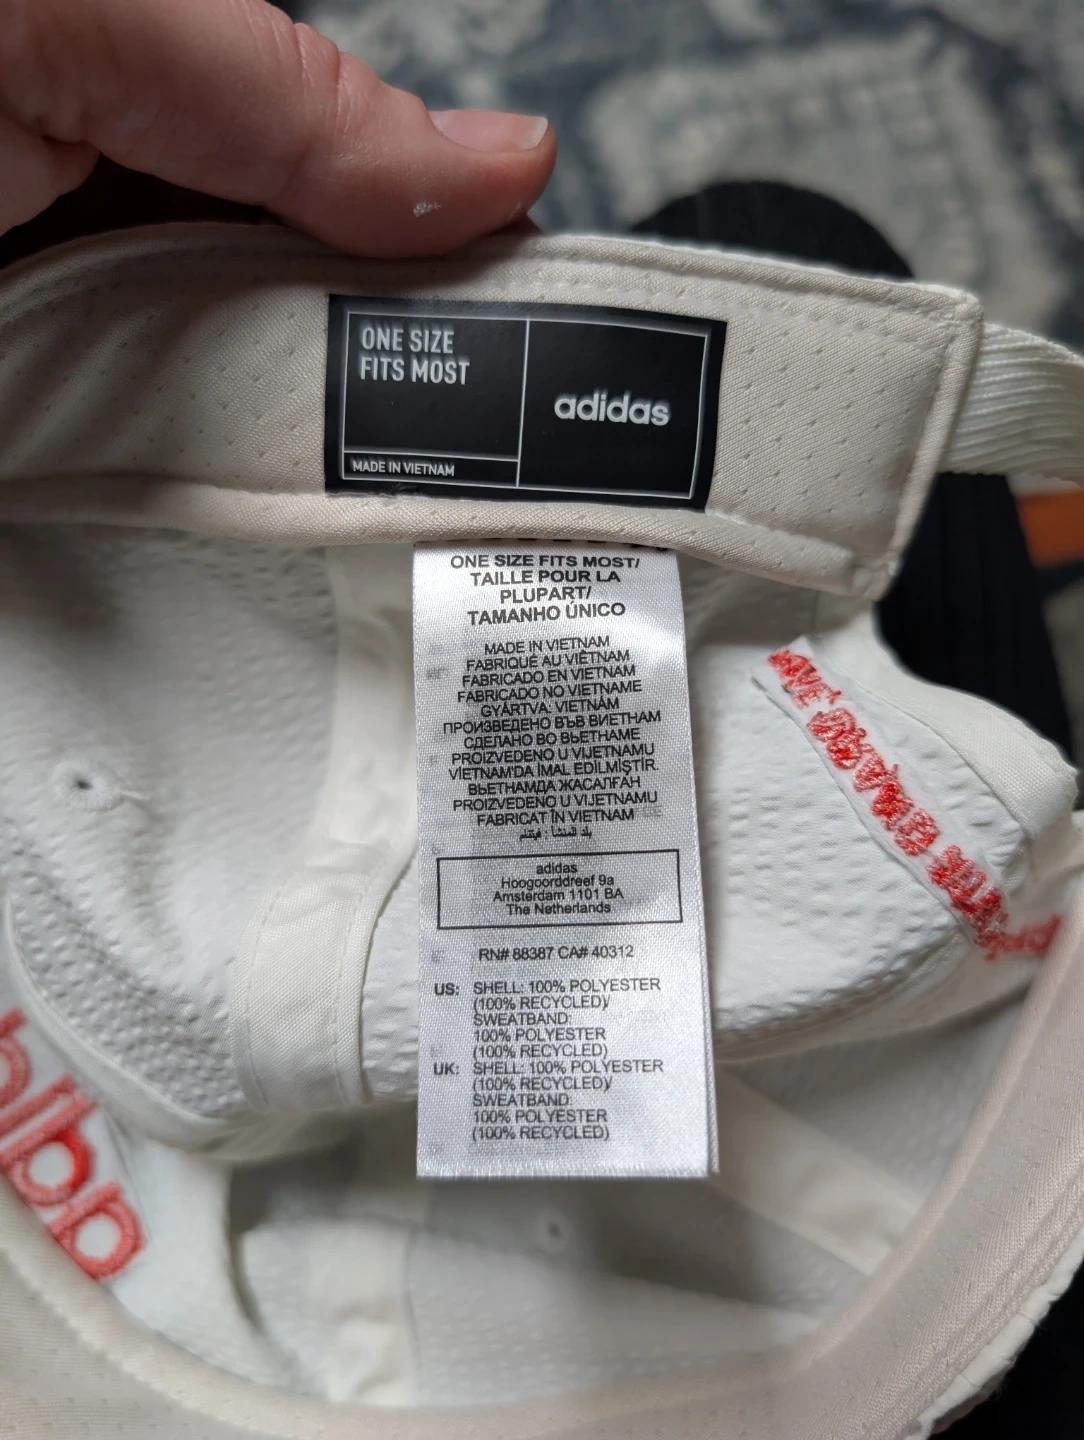 ONE SIZE
FITS MOST
adidas
MADE IN VIETNAM
ONE SIZE FITS MOST/
TAILLE POUR LA
PLUPART/
TAMANHO ÚNICO
MADE IN VIETNAM
FABRIQUÉ AU VIÊTNAM
FABRICADO EN VIETNAM
FABRICADO NO VIETNAME
GYÁRTVA: VIETNÁM
ПРОИЗВЕДЕНО ВЪВ ВИЕТНАМ
СДЕЛАНО ВО ВЬЕТНАМЕ
PROIZVEDENO U VIJETNAMU
VİETNAM'DA İMAL EDİLMİŞTİR.
ВЬЕТНАМДА ЖАСАЛҒАН
PROIZVEDENO U VIJETNAMU
FABRICAT ÎN VIETNAM
بلد المنشأ : فيتنام
adidas
Hoogoorddreef 9a
Amsterdam 1101 BA
The Netherlands
RN# 88387 CA# 40312
US: SHELL: 100% POLYESTER
(100% RECYCLED)/
SWEATBAND:
100% POLYESTER
(100% RECYCLED)
UK: SHELL: 100% POLYESTER
(100% RECYCLED)/
SWEATBAND:
100% POLYESTER
(100% RECYCLED)